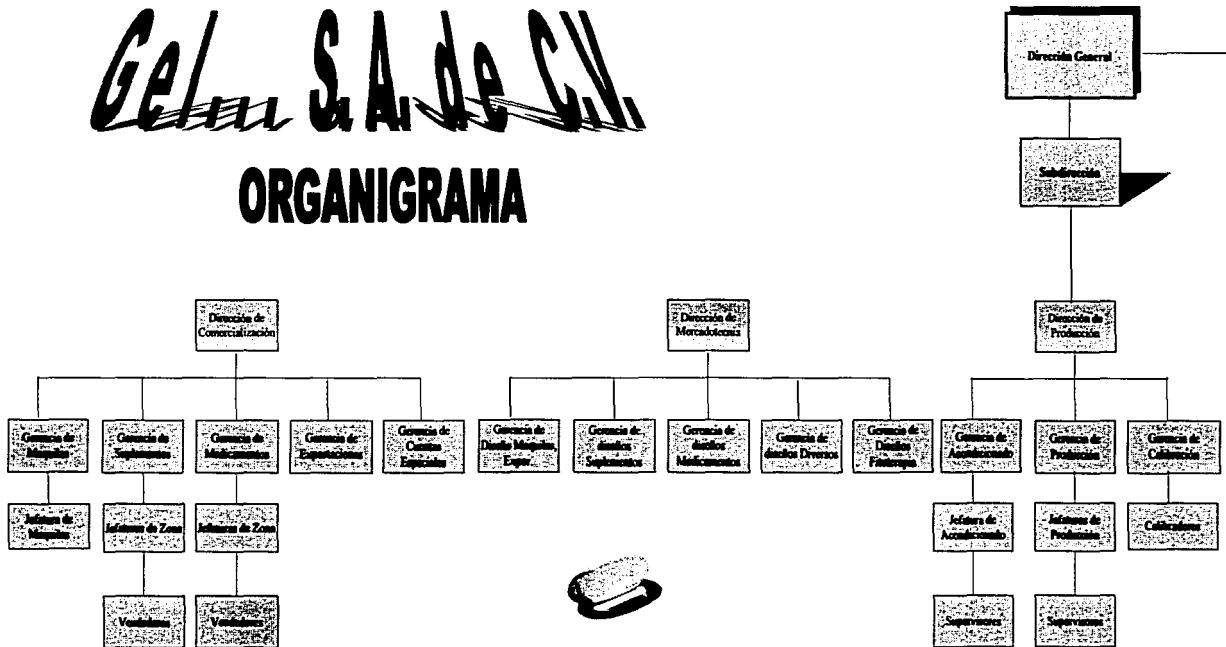 Gel... S.A. de C.V.
ORGANIGRAMA
Dirección General
Subdirección
Dirección de
Comercialización
Dirección de
Mercadotecnia
Dirección de
Producción
Gerencia de
Maquilas
Gerencia de
Suplementos
Gerencia de
Medicamentos
Gerencia de
Exportaciones
Gerencia de
Cuentas
Especiales
Gerencia de
Diseño Maquilas,
Expor...
Gerencia de
diseños
Suplementos
Gerencia de
diseños
Medicamentos
Gerencia de
diseños Diversos
Gerencia de
Diseños
Fitoterapia
Gerencia de
Acondicionado
Gerencia de
Producción
Gerencia de
Calibración
Jefatura de
Maquilas
Jefaturas de Zona
Jefaturas de Zona
Jefatura de
Acondicionado
Jefaturas de
Producción
Calibradores
Vendedores
Vendedores
Supervisores
Supervisores